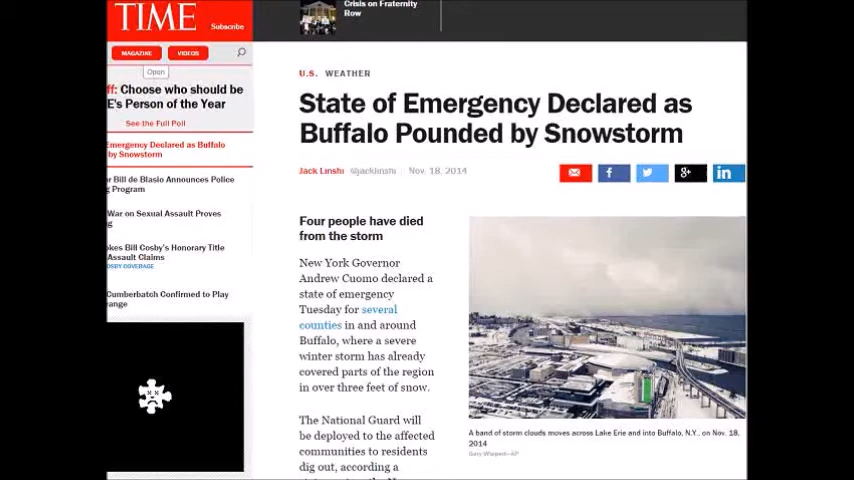 TIME
Subscribe
Crisis on Fraternity
Row
MAGAZINE
VIDEOS
Open
ff: Choose who should be
E's Person of the Year
See the Full Poll
Emergency Declared as Buffalo
by Snowstorm
r Bill de Blasio Announces Police
g Program
War on Sexual Assault Proves
g
okes Bill Cosby's Honorary Title
Assault Claims
OSBY COVERAGE
Cumberbatch Confirmed to Play
ange
U.S. WEATHER
State of Emergency Declared as
Buffalo Pounded by Snowstorm
Jack Linshi @jacklinshi Nov. 18, 2014
f
g+
in
Four people have died
from the storm
New York Governor
Andrew Cuomo declared a
state of emergency
Tuesday for several
counties in and around
Buffalo, where a severe
winter storm has already
covered parts of the region
in over three feet of snow.
The National Guard will
be deployed to the affected
communities to residents
dig out, according a
A band of storm clouds moves across Lake Erie and into Buffalo, N.Y., on Nov. 18,
2014